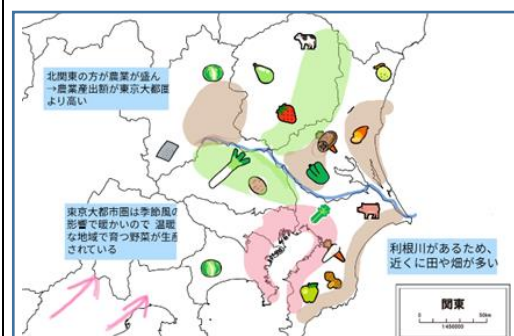 北関東の方が農業が盛ん
→農業産出額が東京大都圏
より高い
東京大都市圏は季節風の
影響で暖かいので 温暖
な地域で育つ野菜が生産
されている
利根川があるため、
近くに田や畑が多い
関東
0 50km